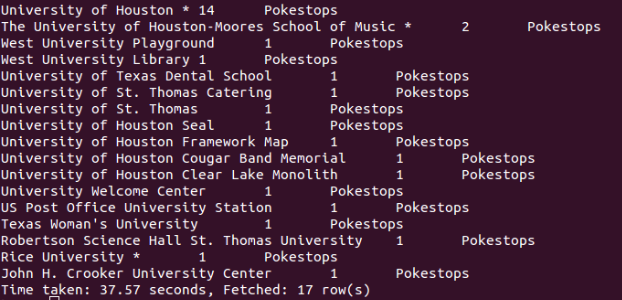 University of Houston * 14 Pokestops
The University of Houston-Moores School of Music * 2 Pokestops
West University Playground 1 Pokestops
West University Library 1 Pokestops
University of Texas Dental School 1 Pokestops
University of St. Thomas Catering 1 Pokestops
University of St. Thomas 1 Pokestops
University of Houston Seal 1 Pokestops
University of Houston Framework Map 1 Pokestops
University of Houston Cougar Band Memorial 1 Pokestops
University of Houston Clear Lake Monolith 1 Pokestops
University Welcome Center 1 Pokestops
US Post Office University Station 1 Pokestops
Texas Woman's University 1 Pokestops
Robertson Science Hall St. Thomas University 1 Pokestops
Rice University * 1 Pokestops
John H. Crooker University Center 1 Pokestops
Time taken: 37.57 seconds, Fetched: 17 row(s)